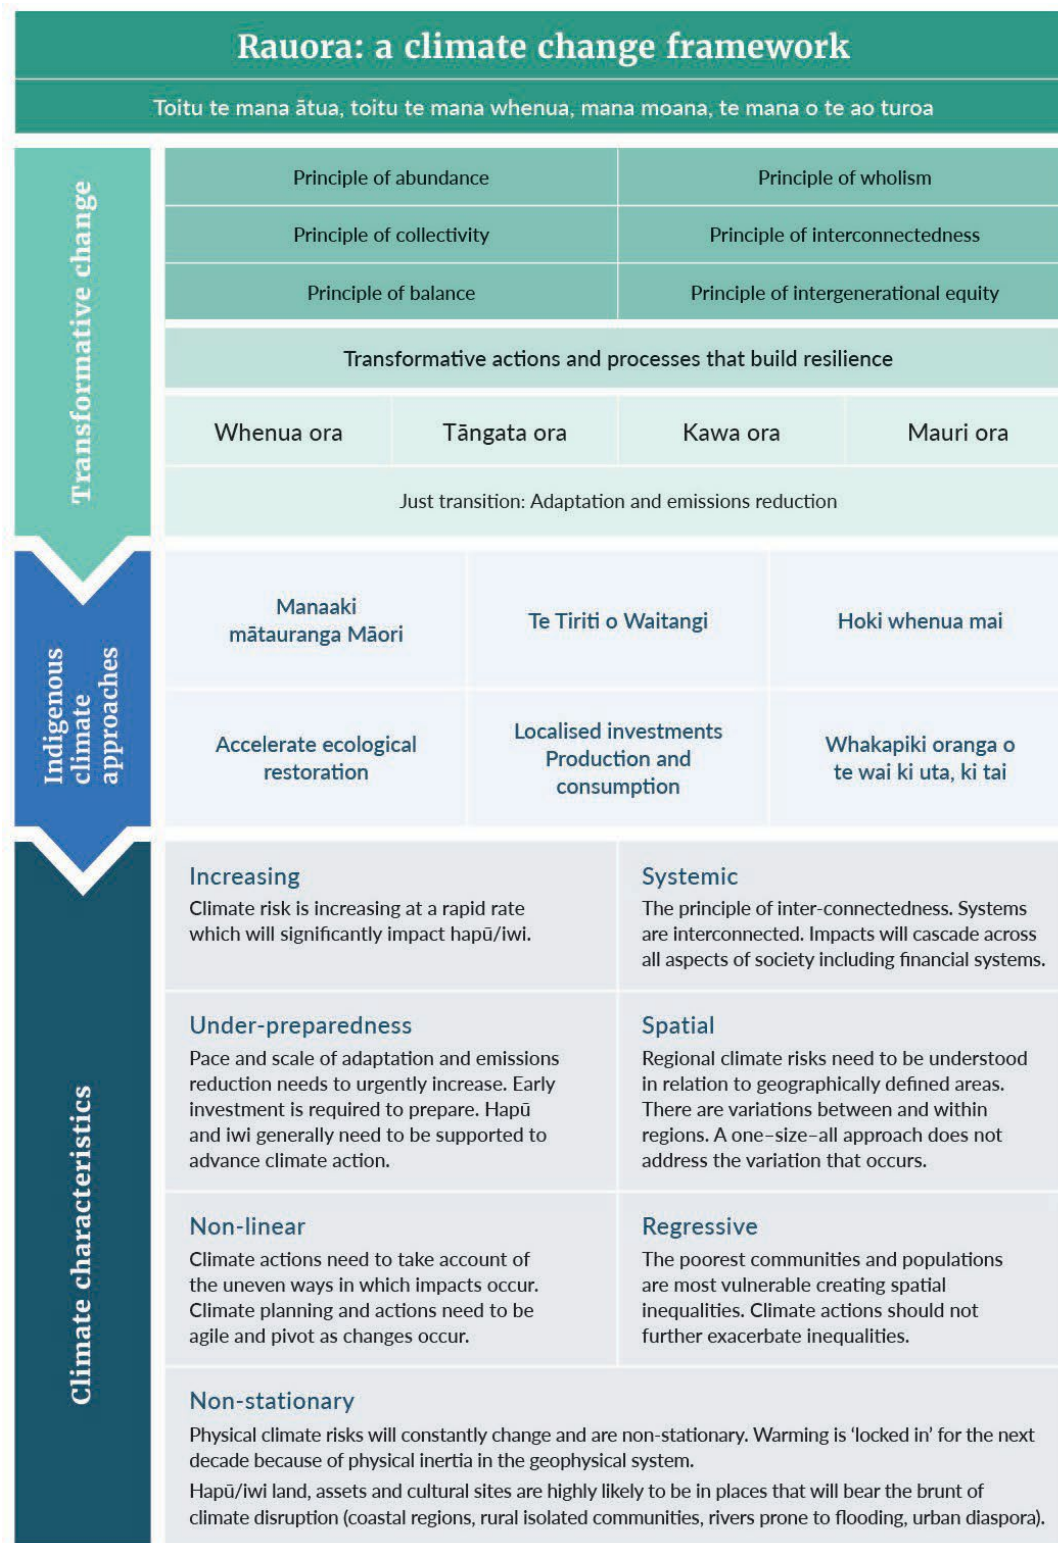 Rauora: a climate change framework
Toitu te mana ātua, toitu te mana whenua, mana moana, te mana o te ao turoa
Transformative change
Principle of abundance
Principle of wholism
Principle of collectivity
Principle of interconnectedness
Principle of balance
Principle of intergenerational equity
Transformative actions and processes that build resilience
Whenua ora
Tāngata ora
Kawa ora
Mauri ora
Just transition: Adaptation and emissions reduction
Indigenous
climate
approaches
Manaaki
mātauranga Māori
Te Tiriti o Waitangi
Hoki whenua mai
Accelerate ecological
restoration
Localised investments
Production and
consumption
Whakapiki oranga o
te wai ki uta, ki tai
Climate characteristics
Increasing
Climate risk is increasing at a rapid rate
which will significantly impact hapū/iwi.
Systemic
The principle of inter-connectedness. Systems
are interconnected. Impacts will cascade across
all aspects of society including financial systems.
Under-preparedness
Pace and scale of adaptation and emissions
reduction needs to urgently increase. Early
investment is required to prepare. Hapū
and iwi generally need to be supported to
advance climate action.
Spatial
Regional climate risks need to be understood
in relation to geographically defined areas.
There are variations between and within
regions. A one–size–all approach does not
address the variation that occurs.
Non-linear
Climate actions need to take account of
the uneven ways in which impacts occur.
Climate planning and actions need to be
agile and pivot as changes occur.
Regressive
The poorest communities and populations
are most vulnerable creating spatial
inequalities. Climate actions should not
further exacerbate inequalities.
Non-stationary
Physical climate risks will constantly change and are non-stationary. Warming is ‘locked in’ for the next
decade because of physical inertia in the geophysical system.
Hapū/iwi land, assets and cultural sites are highly likely to be in places that will bear the brunt of
climate disruption (coastal regions, rural isolated communities, rivers prone to flooding, urban diaspora).